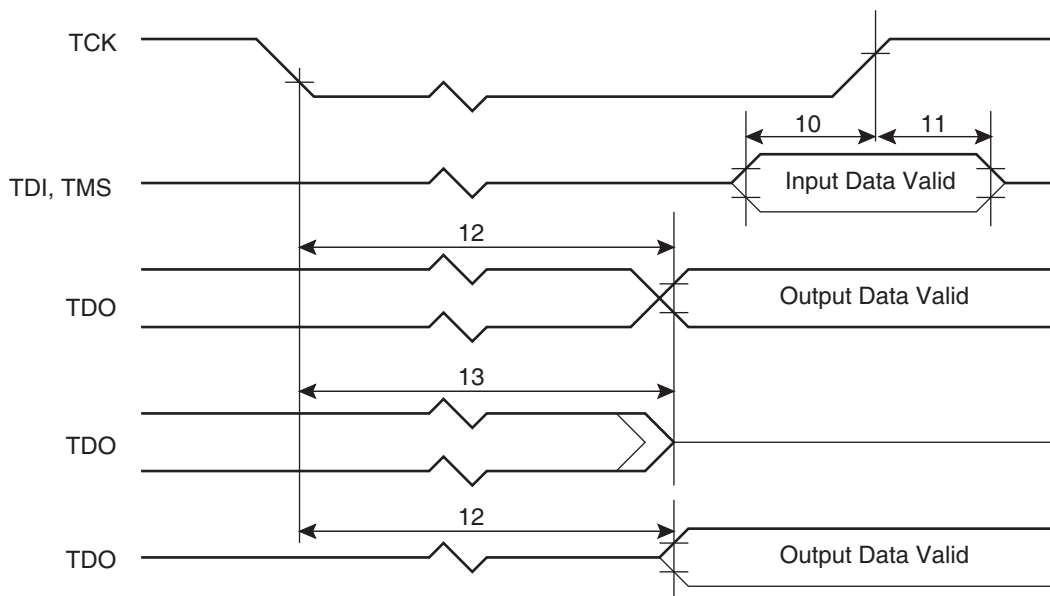 TCK
10
11
TDI, TMS
Input Data Valid
12
TDO
Output Data Valid
13
TDO
12
TDO
Output Data Valid